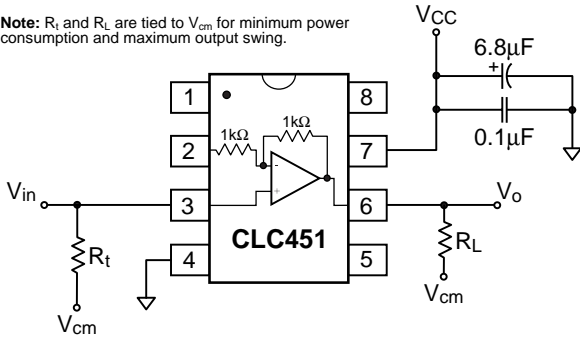 Note: Rt and RL are tied to Vcm for minimum power
consumption and maximum output swing.
VCC
6.8μF
+
0.1μF
1
8
1kΩ
1kΩ
2
7
-
Vin
3
+
6
Vo
CLC451
Rt
4
5
RL
Vcm
Vcm